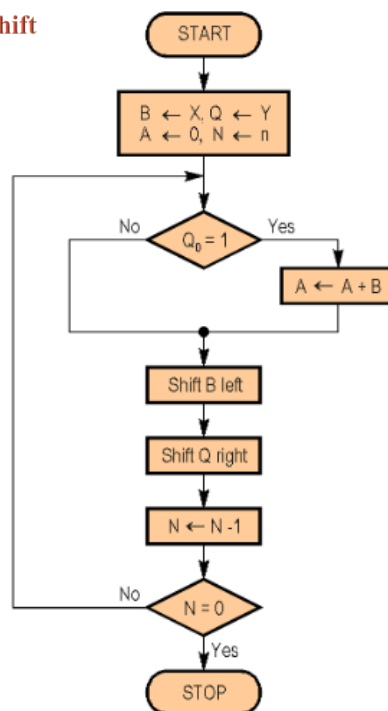 hift
START
B ← X, Q ← Y
A ← 0, N ← n
No
Yes
Q₀ = 1
A ← A + B
Shift B left
Shift Q right
N ← N -1
No
N = 0
Yes
STOP